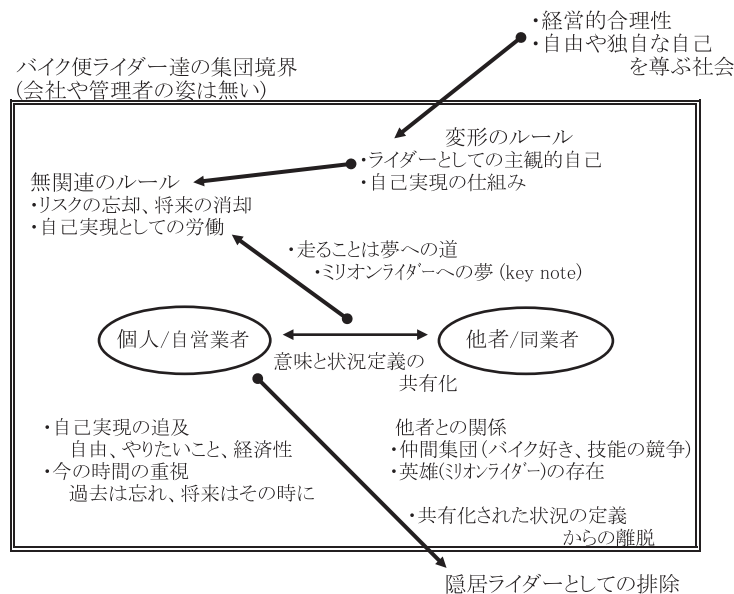 ・経営的合理性
・自由や独自な自己
を尊ぶ社会
バイク便ライダー達の集団境界
(会社や管理者の姿は無い)
変形のルール
・ライダーとしての主観的自己
・自己実現の仕組み
無関連のルール
・リスクの忘却、将来の消却
・自己実現としての労働
・走ることは夢への道
・ミリオンライダーへの夢 (key note)
個人/自営業者
他者/同業者
意味と状況定義の
共有化
・自己実現の追及
自由、やりたいこと、経済性
・今の時間の重視
過去は忘れ、将来はその時に
他者との関係
・仲間集団(バイク好き、技能の競争)
・英雄(ミリオンライダー)の存在
・共有化された状況の定義
からの離脱
隠居ライダーとしての排除